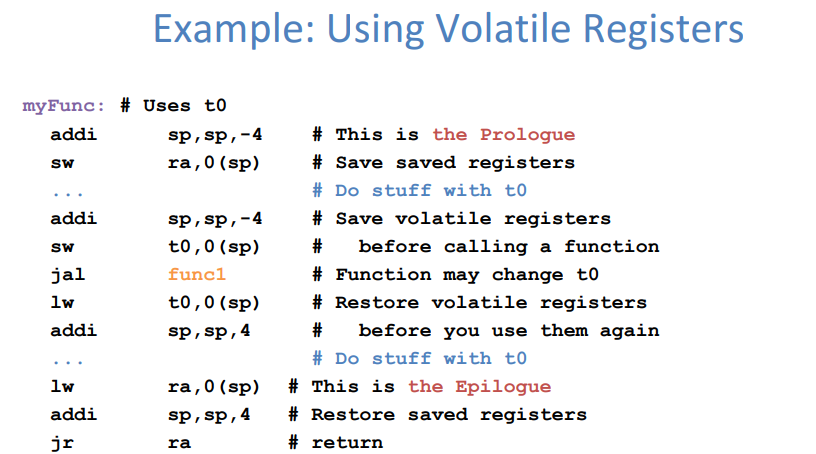 Example: Using Volatile Registers
myFunc: # Uses t0
addi sp,sp,-4 # This is the Prologue
sw ra,0(sp) # Save saved registers
... # Do stuff with t0
addi sp,sp,-4 # Save volatile registers
sw t0,0(sp) # before calling a function
jal func1 # Function may change t0
lw t0,0(sp) # Restore volatile registers
addi sp,sp,4 # before you use them again
... # Do stuff with t0
lw ra,0(sp) # This is the Epilogue
addi sp,sp,4 # Restore saved registers
jr ra # return